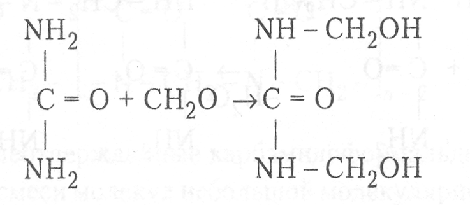 NH₂ NH – CH₂OH
C = O + CH₂O → C = O
NH₂ NH – CH₂OH